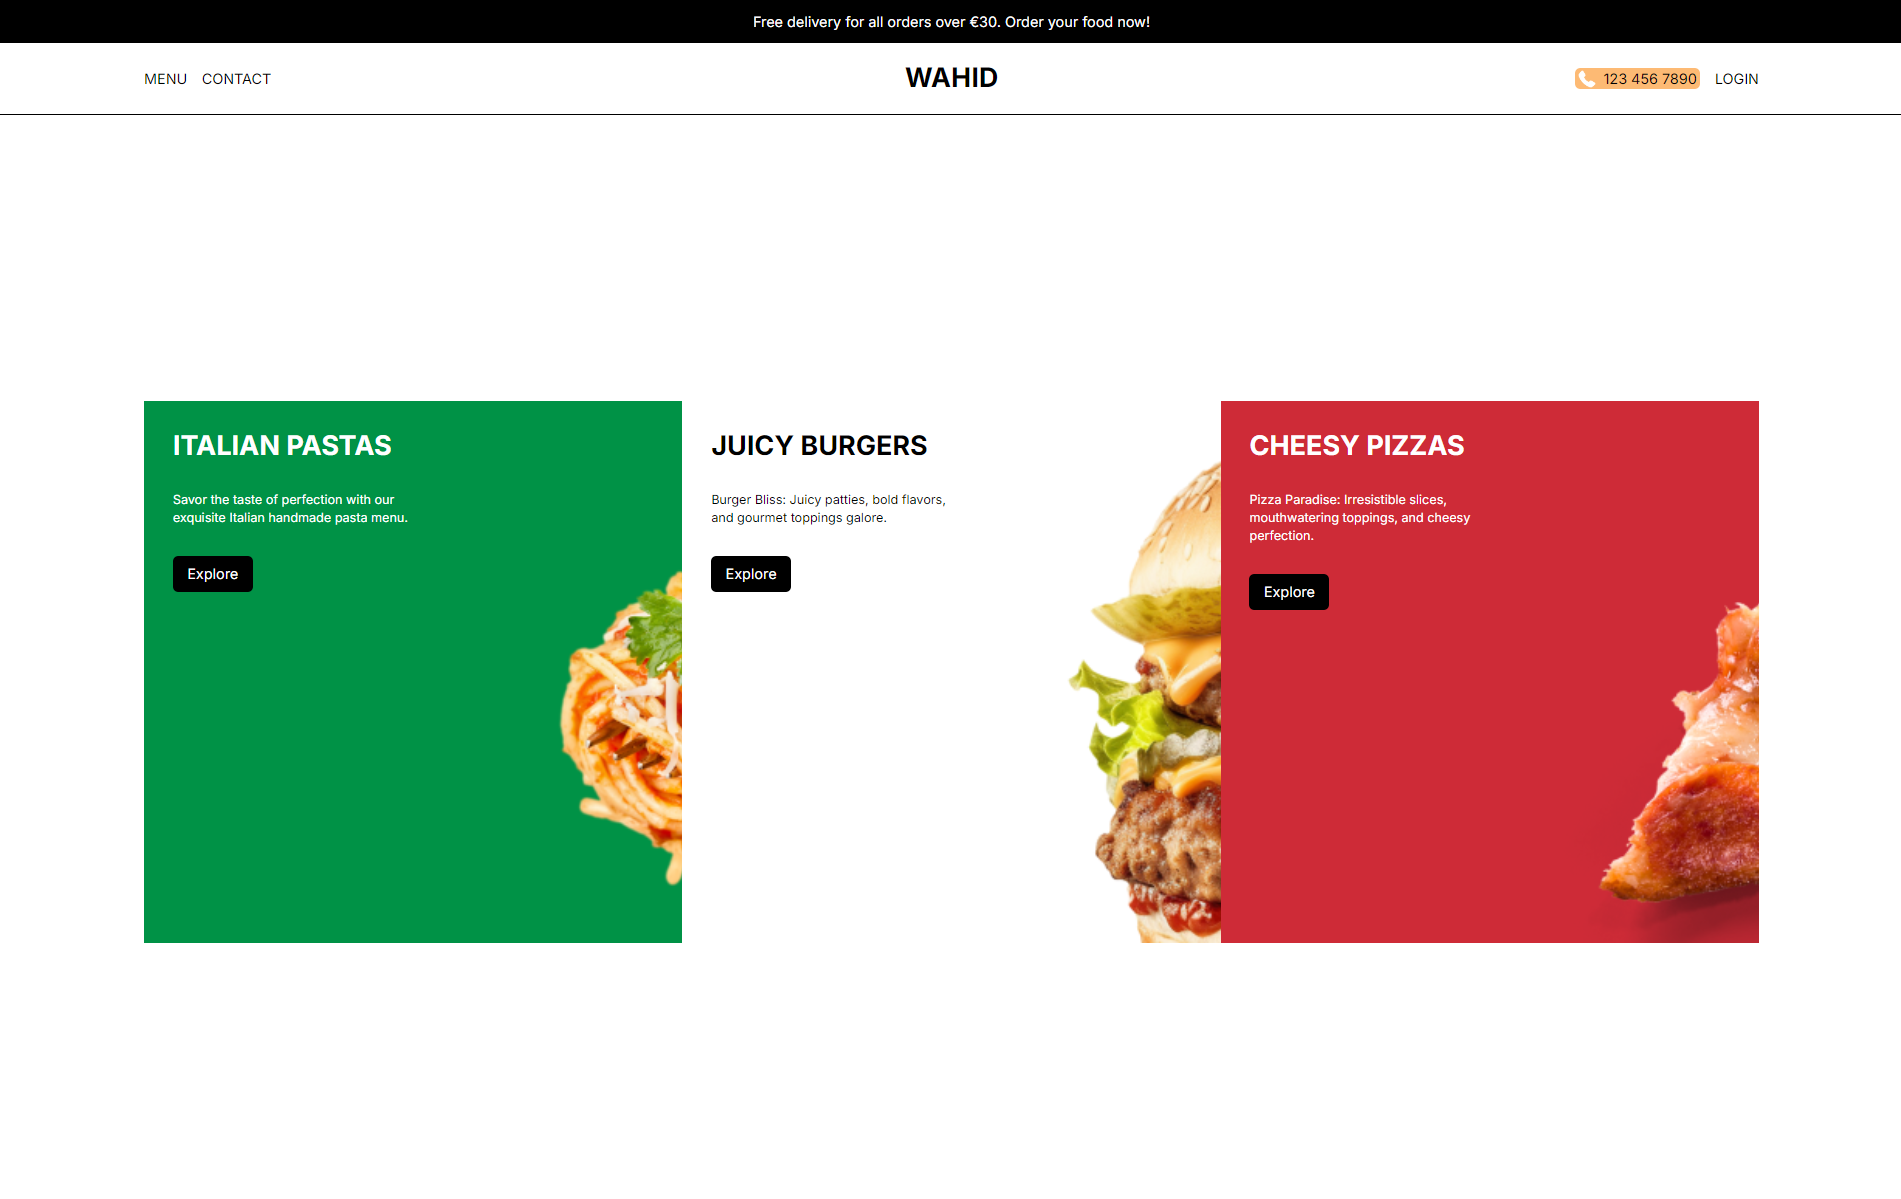 Free delivery for all orders over €30. Order your food now!
MENU CONTACT
WAHID
123 456 7890 LOGIN
ITALIAN PASTAS
Savor the taste of perfection with our
exquisite Italian handmade pasta menu.
Explore
JUICY BURGERS
Burger Bliss: Juicy patties, bold flavors,
and gourmet toppings galore.
Explore
CHEESY PIZZAS
Pizza Paradise: Irresistible slices,
mouthwatering toppings, and cheesy
perfection.
Explore